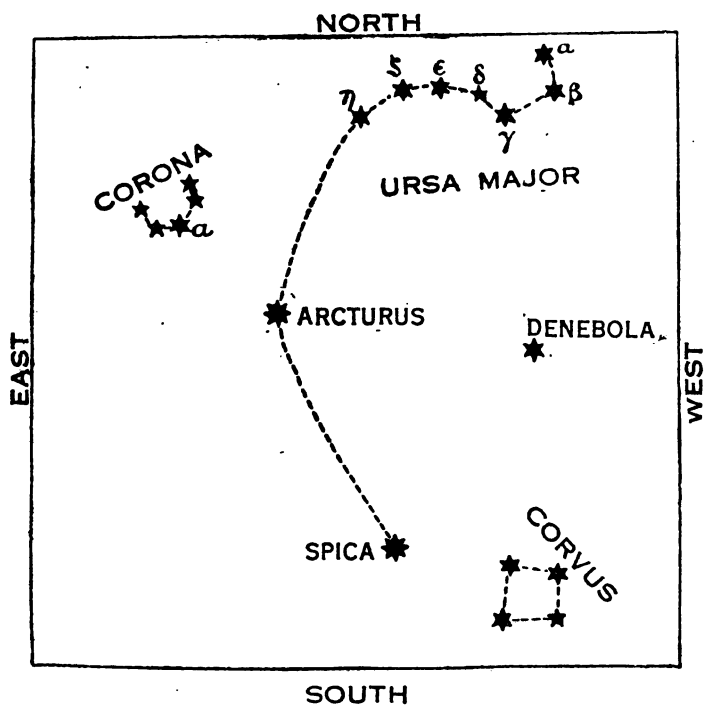 NORTH
α
ζ ε δ
η β
γ
CORONA
URSA MAJOR
α
ARCTURUS
DENEBOLA
EAST
WEST
SPICA
CORVUS
SOUTH